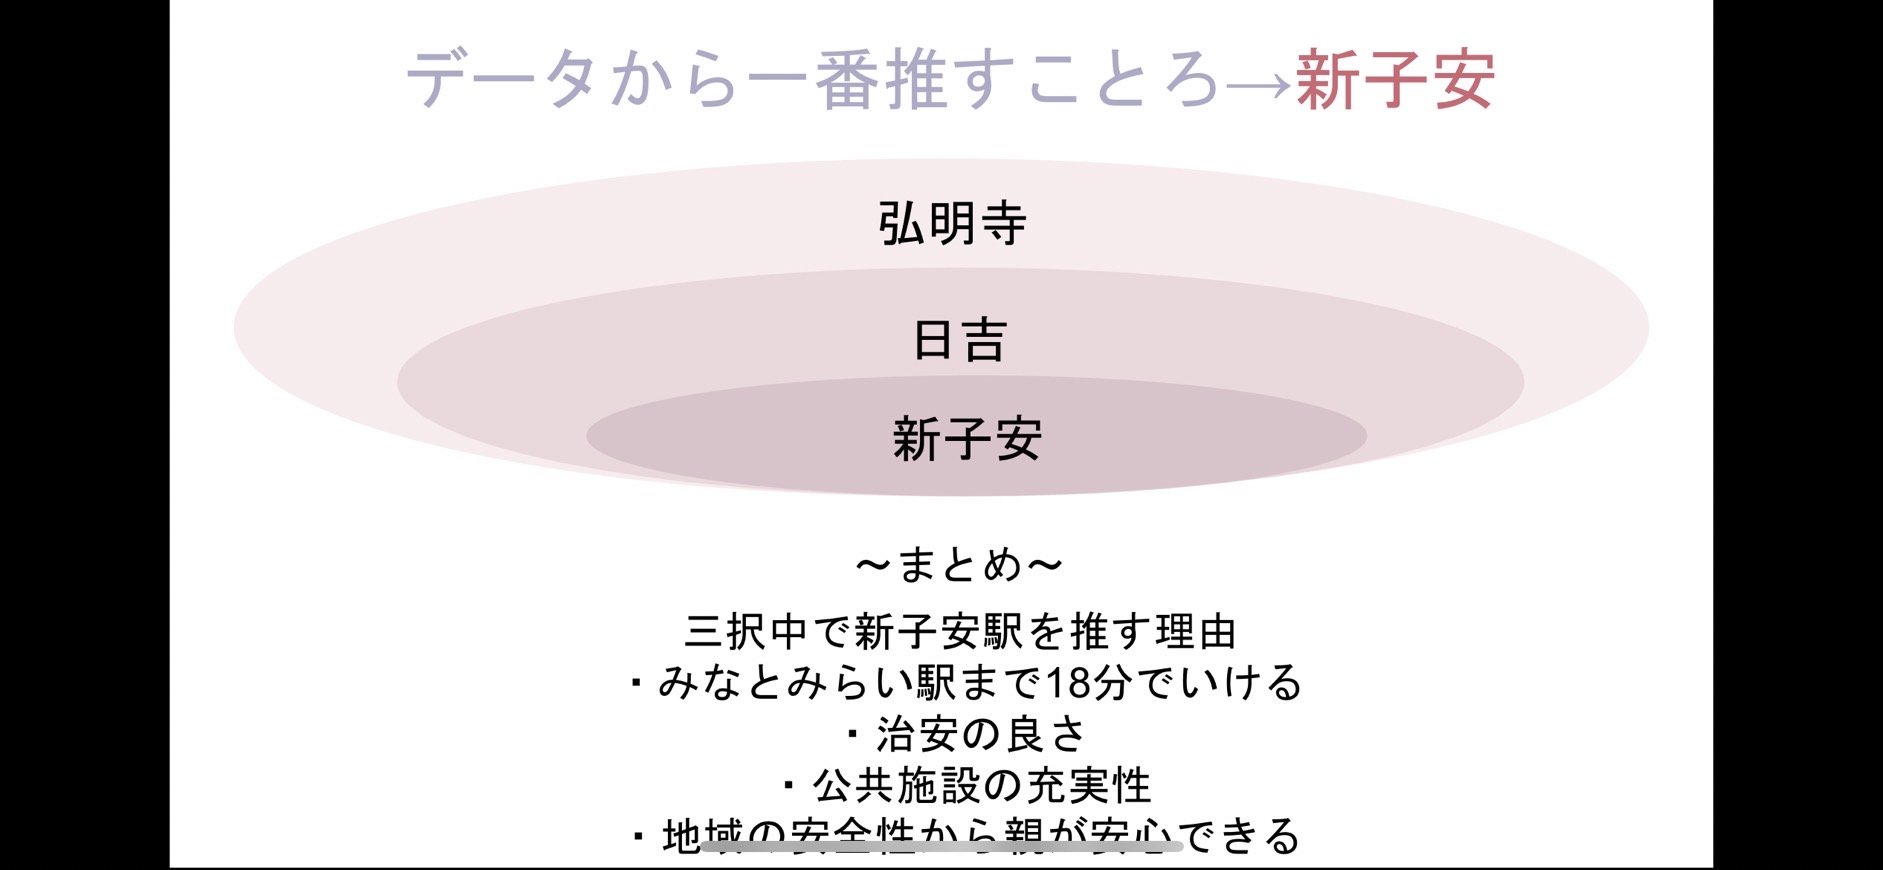 データから一番推すことろ→新子安
弘明寺
日吉
新子安
～まとめ～
三択中で新子安駅を推す理由
・みなとみらい駅まで18分でいける
・治安の良さ
・公共施設の充実性
・地域の安全性から親が安心できる